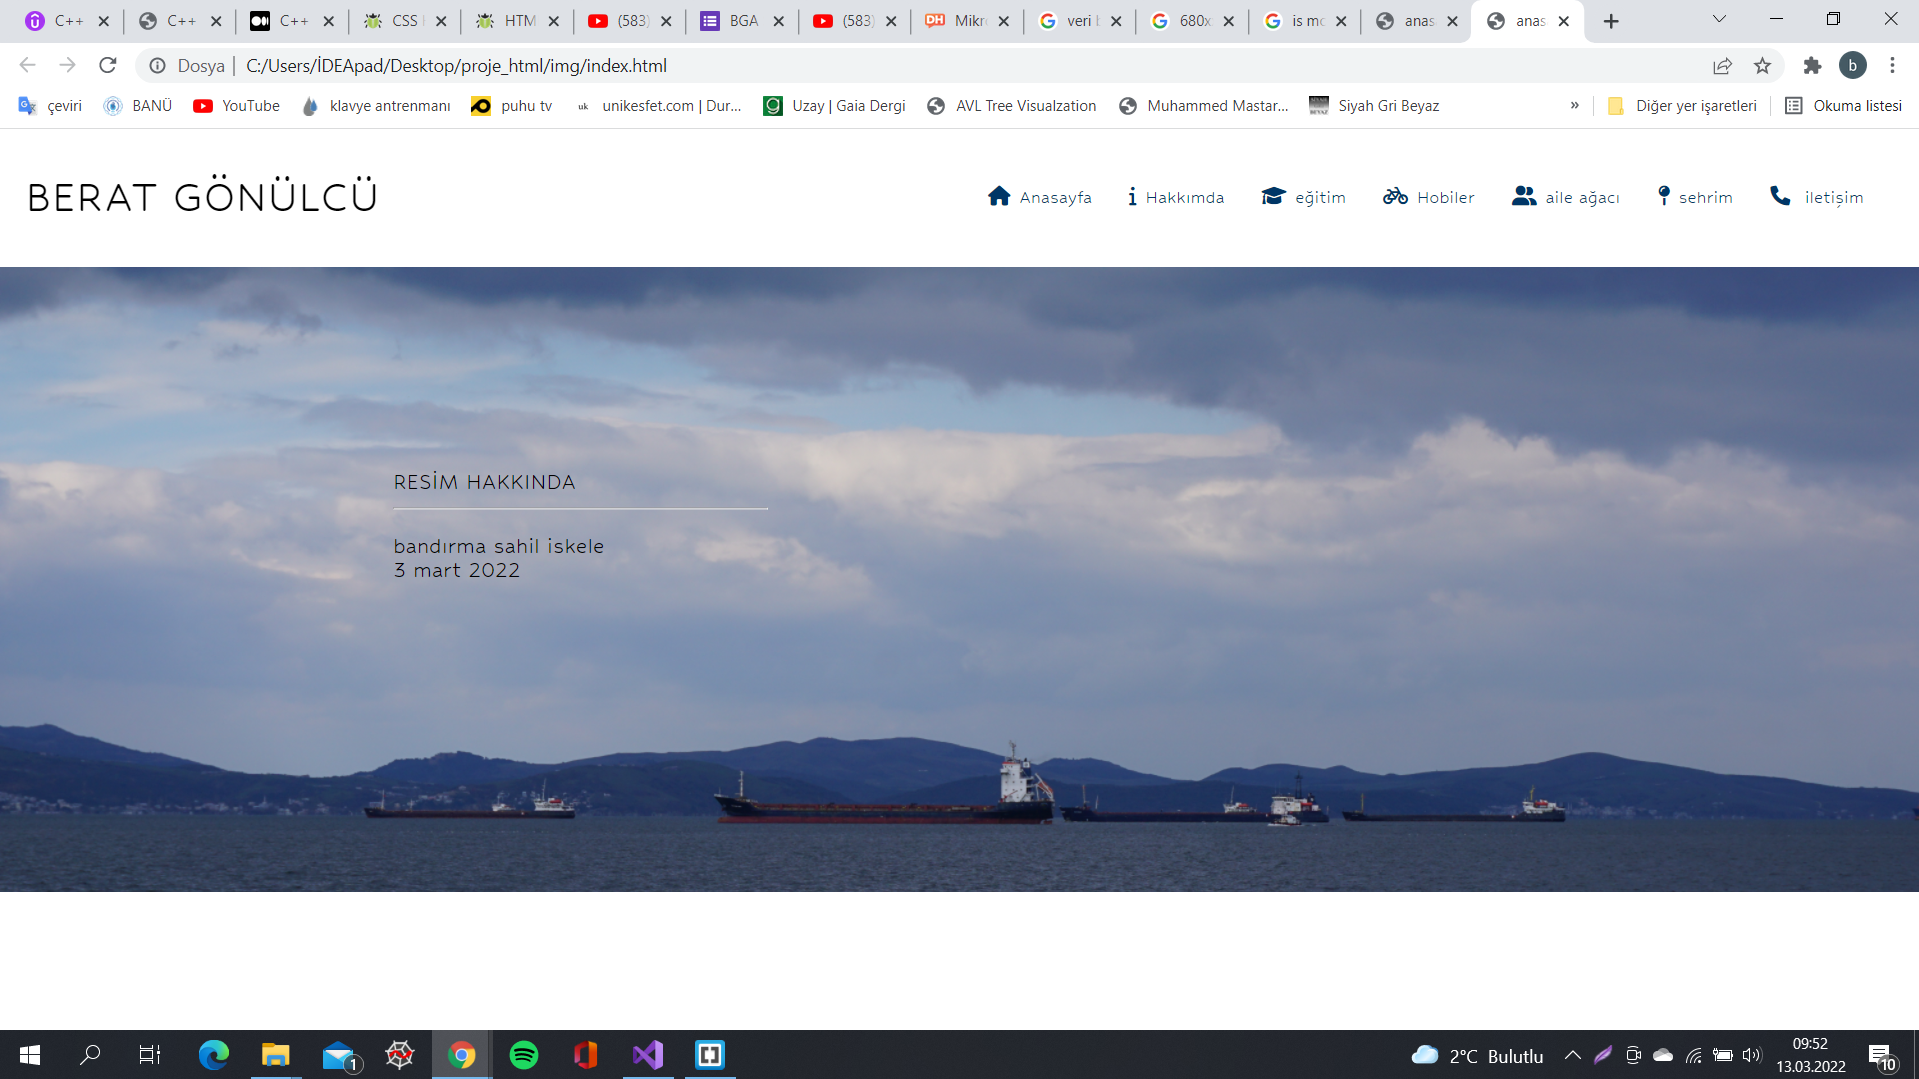 C++
C++
C++
CSS
HTM
(583)
BGA
(583)
DH Mikr
veri
680x
is mo
anas
anas
Dosya | C:/Users/İDEApad/Desktop/proje_html/img/index.html
b
çeviri
BANÜ
YouTube
klavye antrenmanı
puhu tv
uk unikesfet.com | Dur...
Uzay | Gaia Dergi
AVL Tree Visualzation
Muhammed Mastar...
Siyah Gri Beyaz
»
Diğer yer işaretleri
Okuma listesi
BERAT GÖNÜLCÜ
Anasayfa
Hakkımda
eğitim
Hobiler
aile ağacı
sehrim
iletişim
RESİM HAKKINDA
bandırma sahil iskele
3 mart 2022
1
2°C Bulutlu
09:52
13.03.2022
10